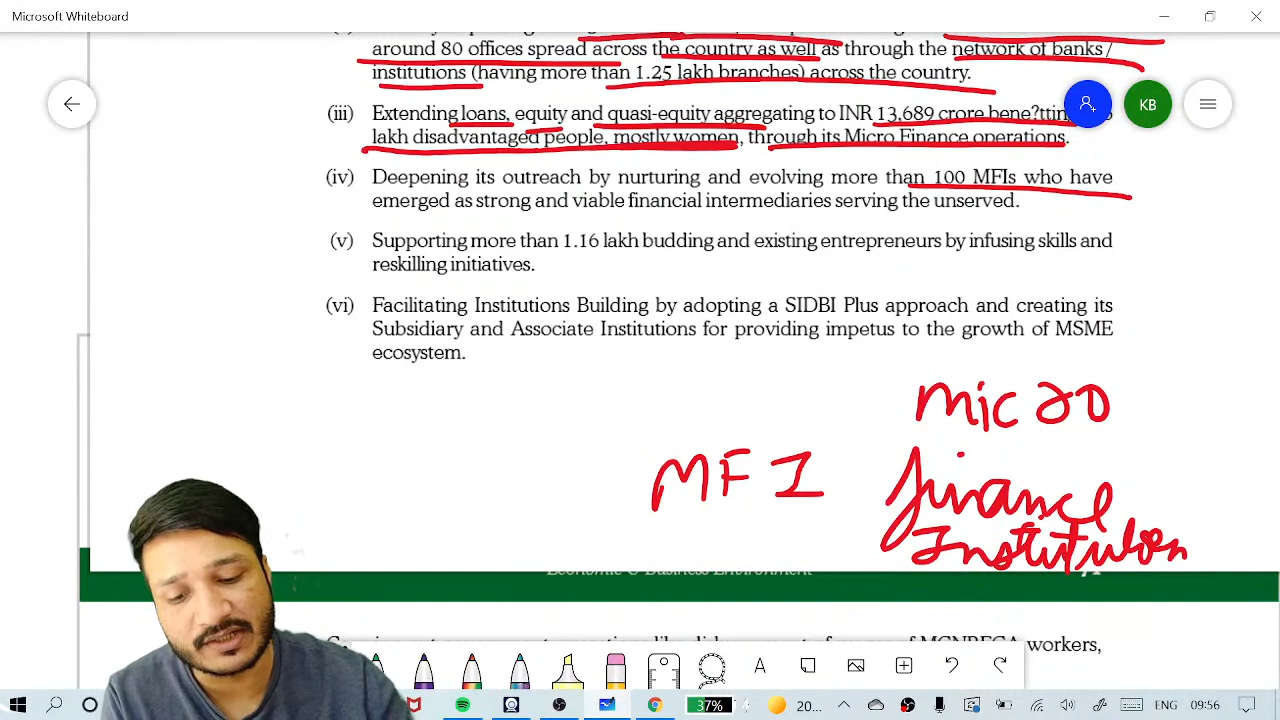 Microsoft Whiteboard
around 80 offices spread across the country as well as through the network of banks/
institutions (having more than 1.25 lakh branches) across the country.
KB
(iii) Extending loans, equity and quasi-equity aggregating to INR 13,689 crore bene?ttin
lakh disadvantaged people, mostly women, through its Micro Finance operations.
(iv) Deepening its outreach by nurturing and evolving more than 100 MFIs who have
emerged as strong and viable financial intermediaries serving the unserved.
(v) Supporting more than 1.16 lakh budding and existing entrepreneurs by infusing skills and
reskilling initiatives.
(vi) Facilitating Institutions Building by adopting a SIDBI Plus approach and creating its
Subsidiary and Associate Institutions for providing impetus to the growth of MSME
ecosystem.
Micro
MFI finance
Institution
Economic & Business Environment
workers,
37%
20...
ENG 09:56